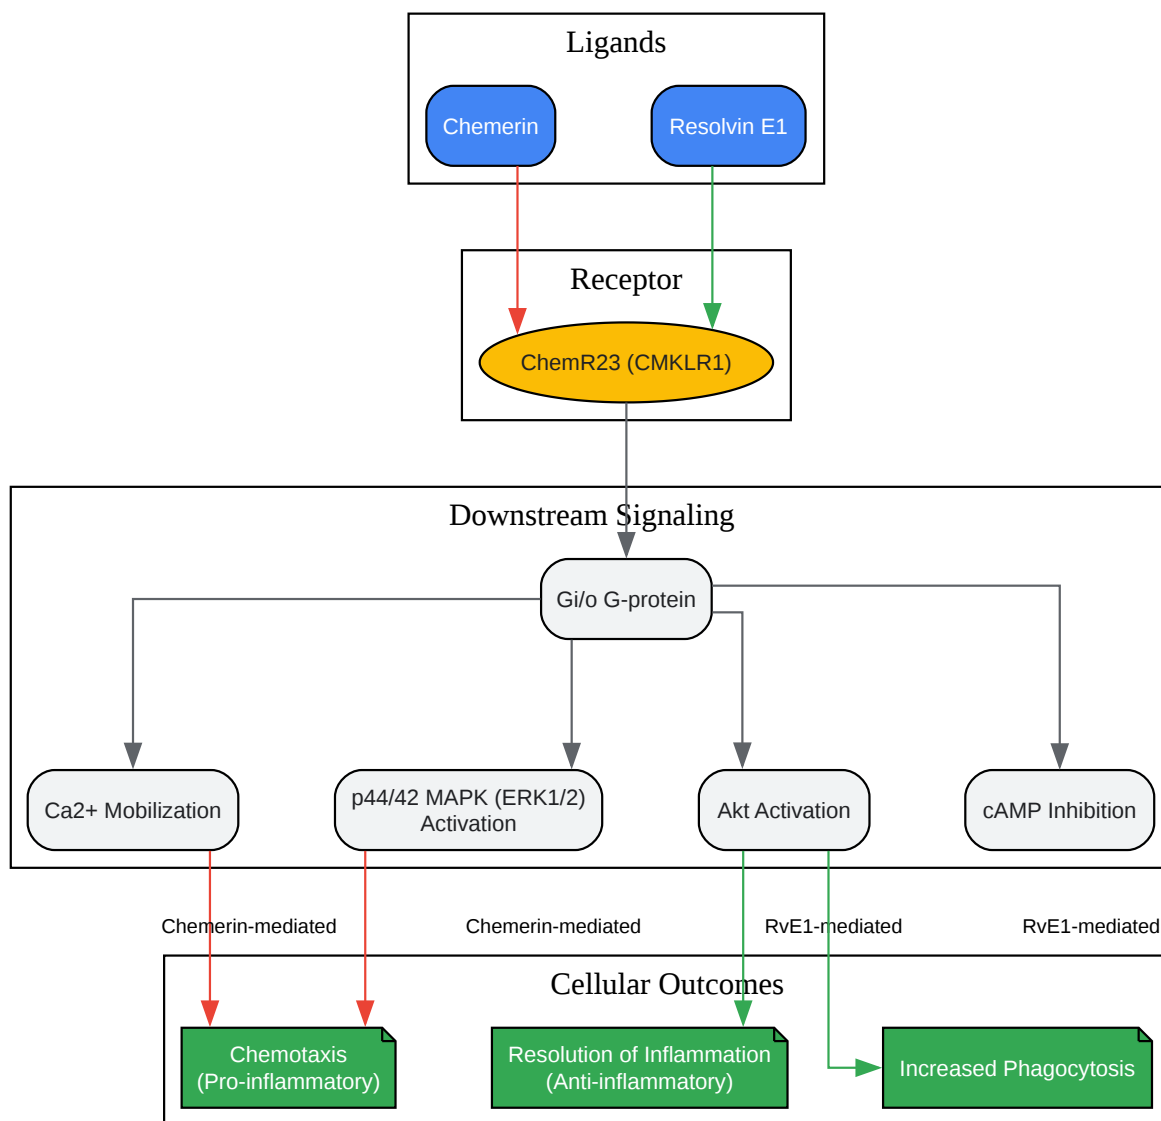 Ligands
Chemerin
Resolvin E1
Receptor
ChemR23 (CMKLR1)
Downstream Signaling
Gi/o G-protein
Ca2+ Mobilization
p44/42 MAPK (ERK1/2)
Activation
Akt Activation
cAMP Inhibition
Chemerin-mediated
Chemerin-mediated
RvE1-mediated
RvE1-mediated
Cellular Outcomes
Chemotaxis
(Pro-inflammatory)
Resolution of Inflammation
(Anti-inflammatory)
Increased Phagocytosis